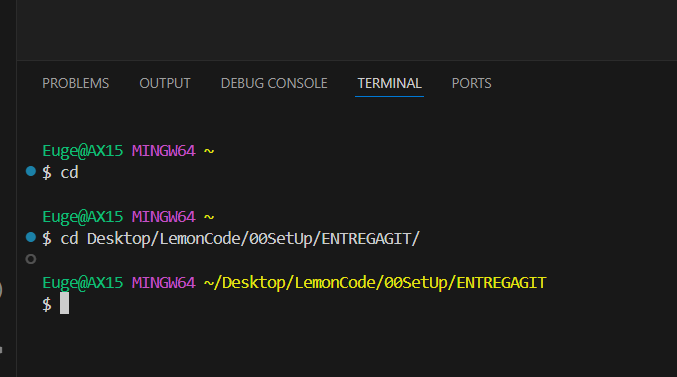 PROBLEMS OUTPUT DEBUG CONSOLE TERMINAL PORTS
Euge@AX15 MINGW64 ~
$ cd
Euge@AX15 MINGW64 ~
$ cd Desktop/LemonCode/00SetUp/ENTREGAGIT/
Euge@AX15 MINGW64 ~/Desktop/LemonCode/00SetUp/ENTREGAGIT
$